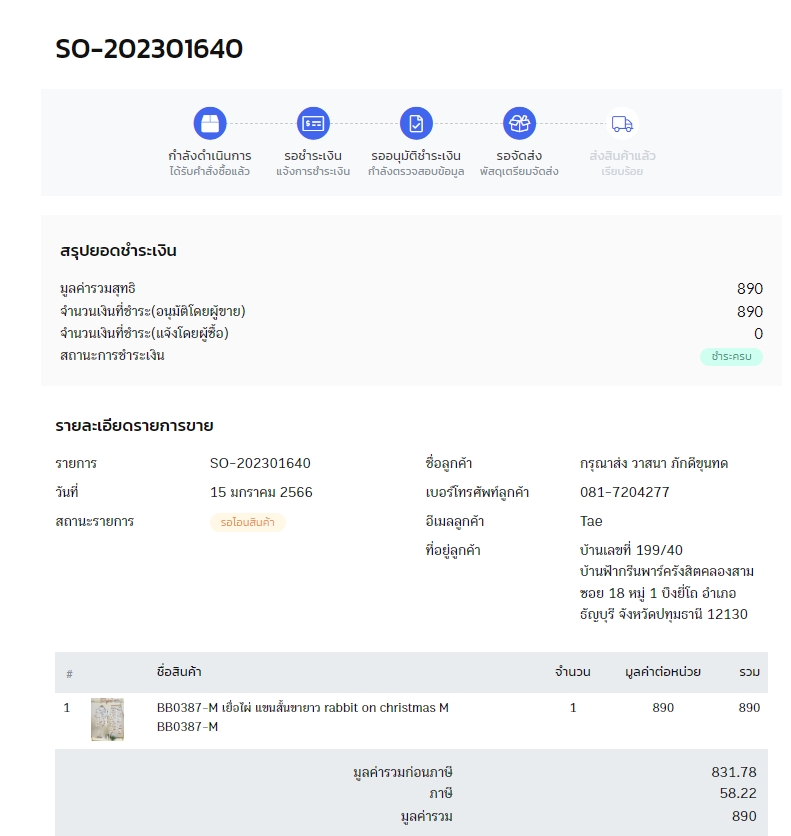 SO-202301640
กำลังดำเนินการ รอชำระเงิน รออนุมัติชำระเงิน รอจัดส่ง ส่งสินค้าแล้ว
ได้รับคำสั่งซื้อแล้ว แจ้งการชำระเงิน กำลังตรวจสอบข้อมูล พัสดุเตรียมจัดส่ง เรียบร้อย
สรุปยอดชำระเงิน
มูลค่ารวมสุทธิ 890
จำนวนเงินที่ชำระ(อนุมัติโดยผู้ขาย) 890
จำนวนเงินที่ชำระ(แจ้งโดยผู้ซื้อ) 0
สถานะการชำระเงิน ชำระครบ
รายละเอียดรายการขาย
รายการ SO-202301640 ชื่อลูกค้า กรุณาส่ง วาสนา ภักดีขุนทด
วันที่ 15 มกราคม 2566 เบอร์โทรศัพท์ลูกค้า 081-7204277
สถานะรายการ รอโอนสินค้า อีเมลลูกค้า Tae
ที่อยู่ลูกค้า บ้านเลขที่ 199/40
บ้านฟ้ากรีนพาร์ครังสิตคลองสาม
ซอย 18 หมู่ 1 บึงยี่โถ อำเภอ
ธัญบุรี จังหวัดปทุมธานี 12130
# ชื่อสินค้า จำนวน มูลค่าต่อหน่วย รวม
1 BB0387-M เยื่อไผ่ แขนสั้นขายาว rabbit on christmas M 1 890 890
BB0387-M
มูลค่ารวมก่อนภาษี 831.78
ภาษี 58.22
มูลค่ารวม 890